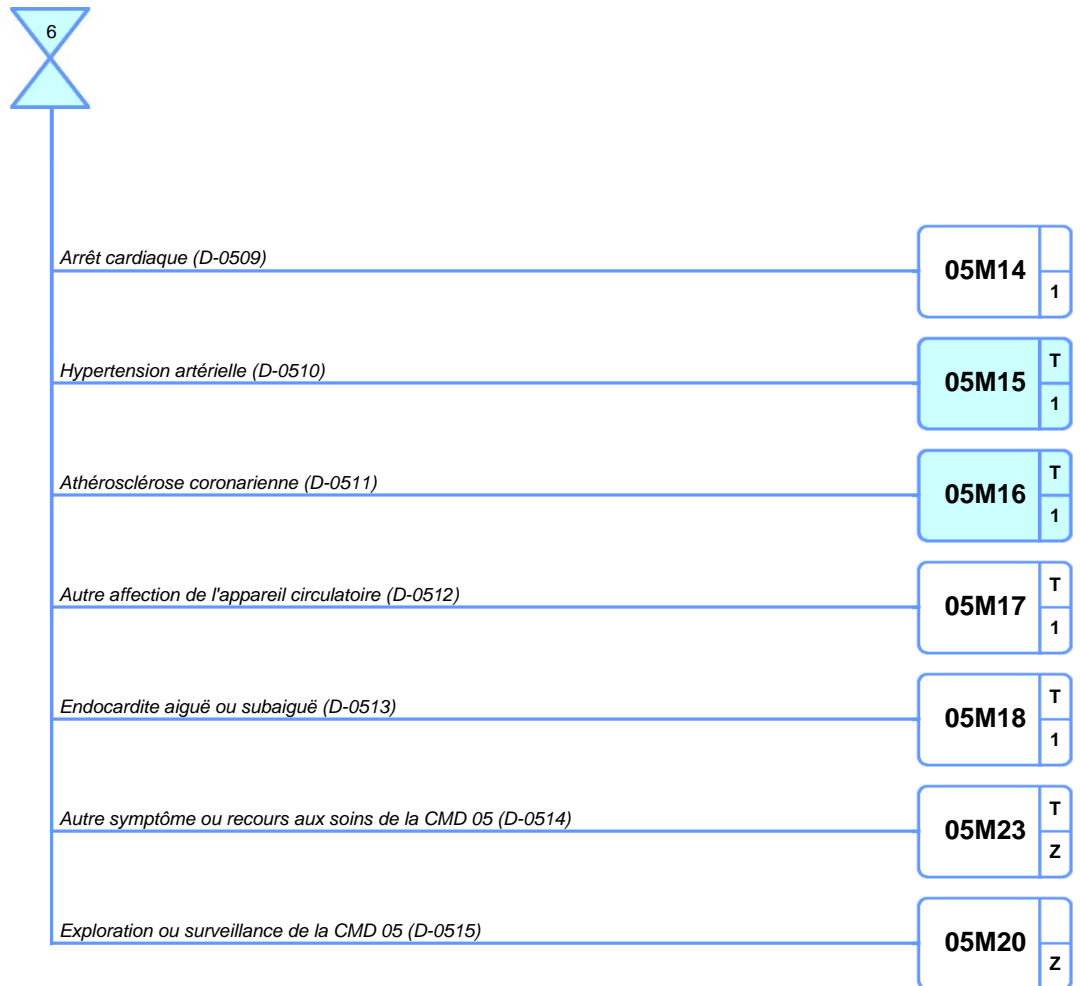 6
Arrêt cardiaque (D-0509)
05M14
1
Hypertension artérielle (D-0510)
05M15
T
1
Athérosclérose coronarienne (D-0511)
05M16
T
1
Autre affection de l'appareil circulatoire (D-0512)
05M17
T
1
Endocardite aiguë ou subaiguë (D-0513)
05M18
T
1
Autre symptôme ou recours aux soins de la CMD 05 (D-0514)
05M23
T
Z
Exploration ou surveillance de la CMD 05 (D-0515)
05M20
Z